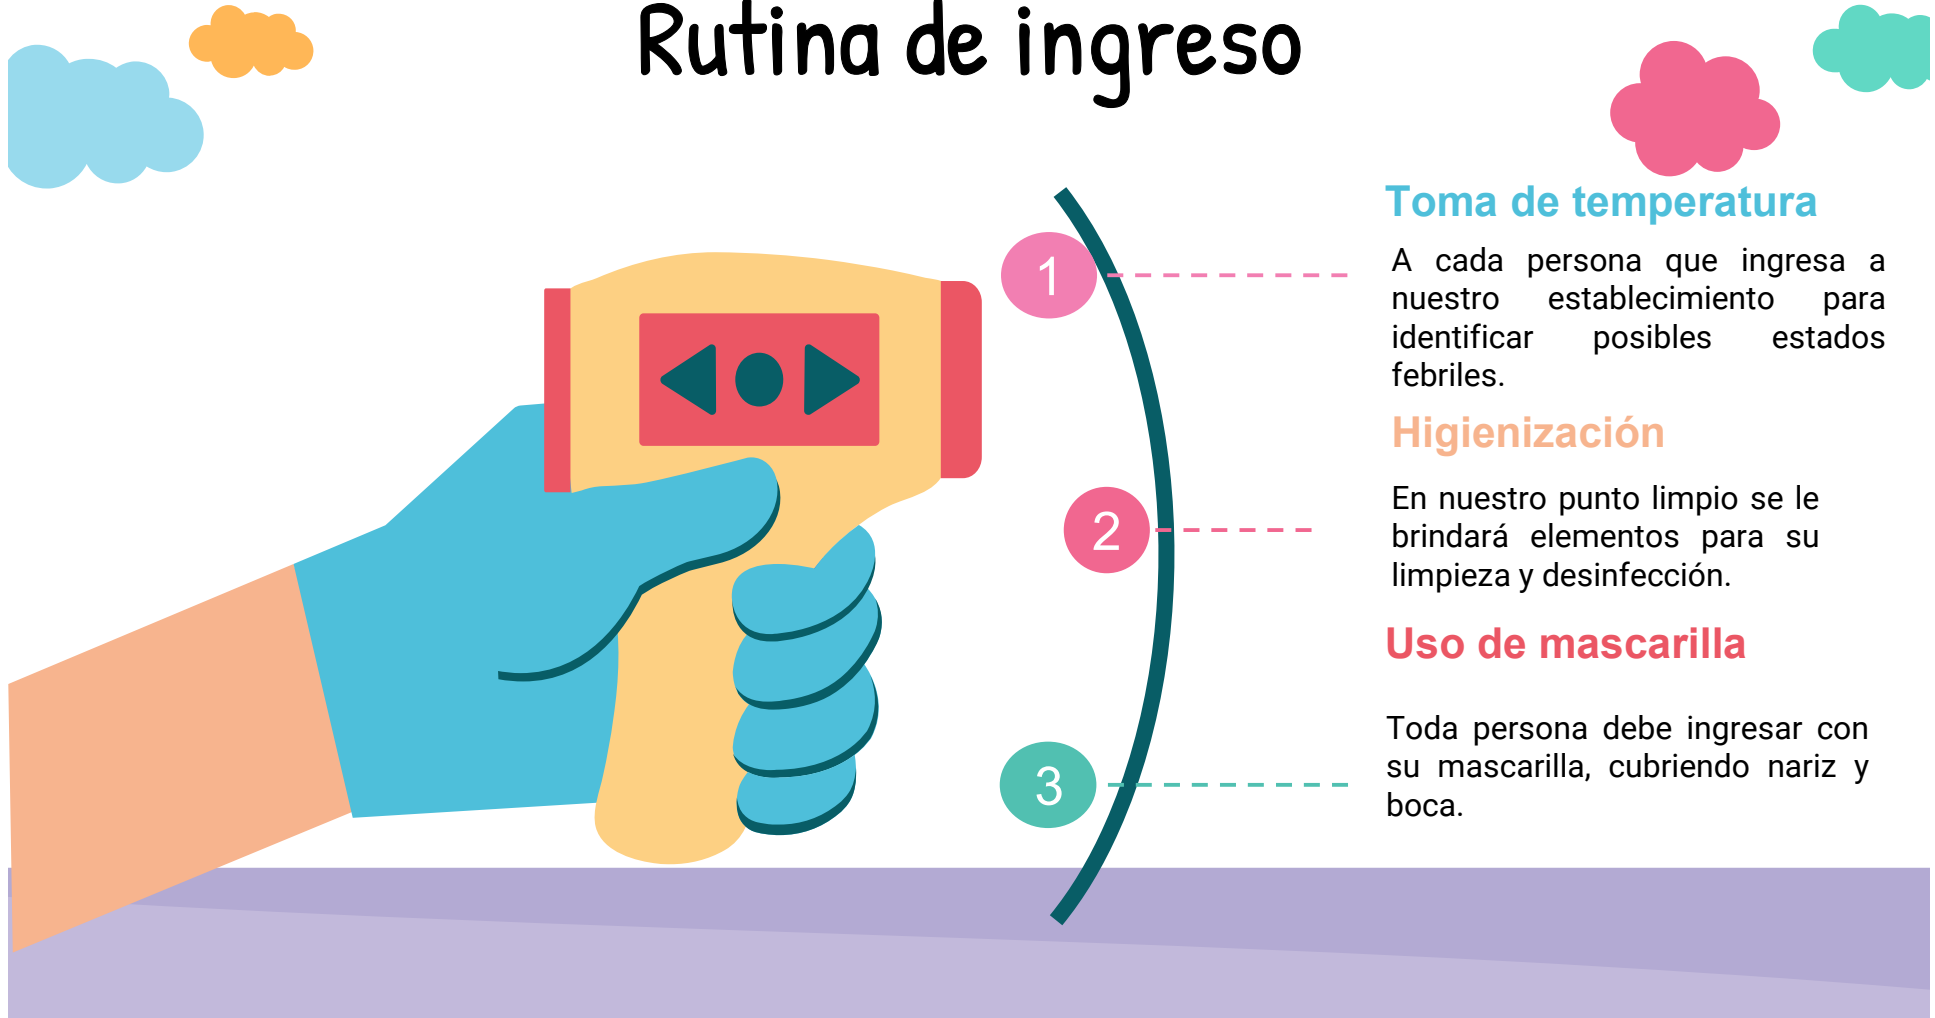 Rutina de ingreso
1
Toma de temperatura
A cada persona que ingresa a
nuestro establecimiento para
identificar posibles estados
febriles.
2
Higienización
En nuestro punto limpio se le
brindará elementos para su
limpieza y desinfección.
3
Uso de mascarilla
Toda persona debe ingresar con
su mascarilla, cubriendo nariz y
boca.